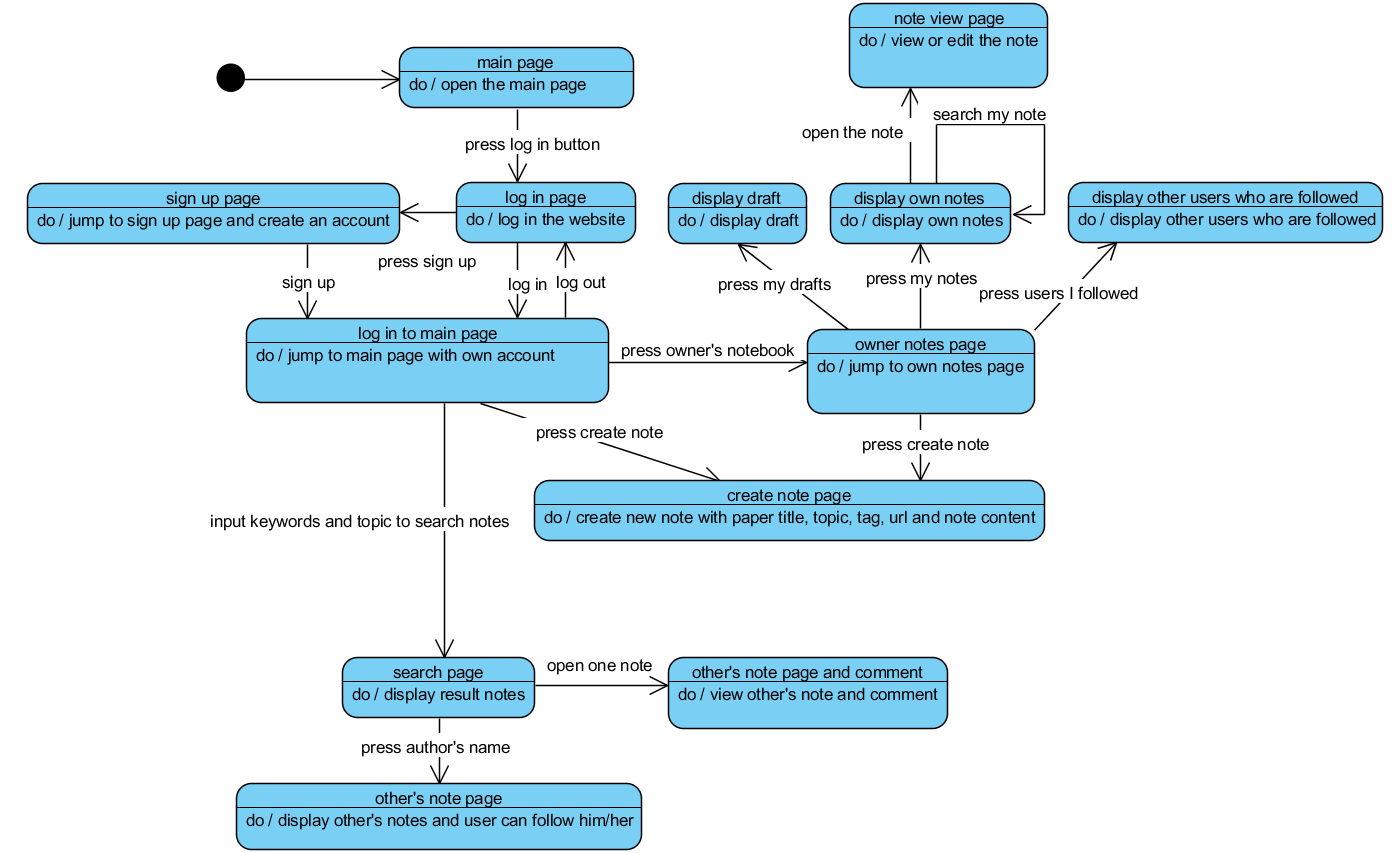 note view page
do / view or edit the note
main page
do / open the main page
search my note
open the note
press log in button
sign up page
do / jump to sign up page and create an account
log in page
do / log in the website
display draft
do / display draft
display own notes
do / display own notes
display other users who are followed
do / display other users who are followed
press sign up
sign up
log in
log out
press my drafts
press my notes
press users I followed
log in to main page
do / jump to main page with own account
press owner's notebook
owner notes page
do / jump to own notes page
press create note
press create note
create note page
do / create new note with paper title, topic, tag, url and note content
input keywords and topic to search notes
search page
do / display result notes
open one note
other's note page and comment
do / view other's note and comment
press author's name
other's note page
do / display other's notes and user can follow him/her